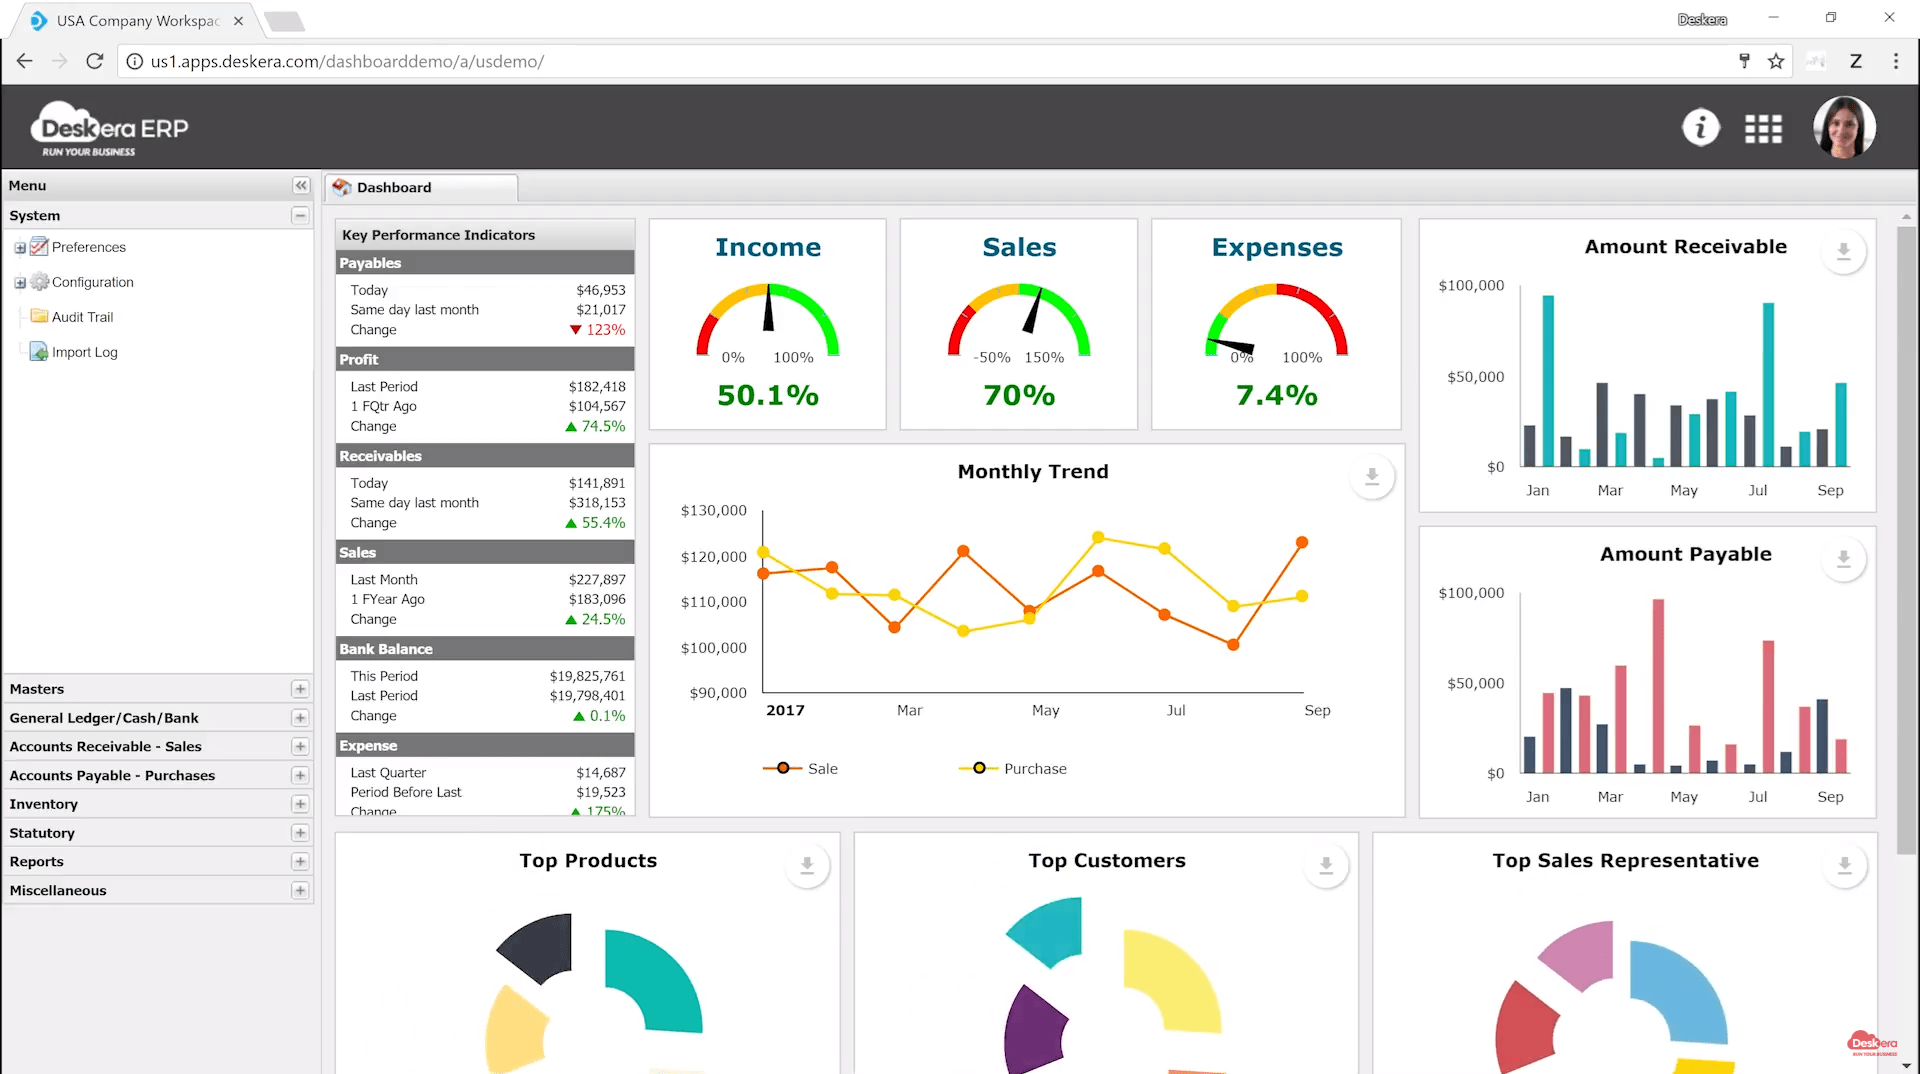 USA Company Workspac
Deskera
us1.apps.deskera.com/dashboarddemo/a/usdemo/
Z
Deskera ERP
RUN YOUR BUSINESS
Menu
System
Preferences
Configuration
Audit Trail
Import Log
Masters
General Ledger/Cash/Bank
Accounts Receivable - Sales
Accounts Payable - Purchases
Inventory
Statutory
Reports
Miscellaneous
Dashboard
Key Performance Indicators
Payables
Today $46,953
Same day last month $21,017
Change ▼ 123%
Profit
Last Period $182,418
1 FQtr Ago $104,567
Change ▲ 74.5%
Receivables
Today $141,891
Same day last month $318,153
Change ▲ 55.4%
Sales
Last Month $227,897
1 FYear Ago $183,096
Change ▲ 24.5%
Bank Balance
This Period $19,825,761
Last Period $19,798,401
Change ▲ 0.1%
Expense
Last Quarter $14,687
Period Before Last $19,523
Change ▲ 175%
Income
0% 100%
50.1%
Sales
-50% 150%
70%
Expenses
0% 100%
7.4%
Monthly Trend
$130,000
$120,000
$110,000
$100,000
$90,000
2017 Mar May Jul Sep
Sale Purchase
Amount Receivable
$100,000
$50,000
$0
Jan Mar May Jul Sep
Amount Payable
$100,000
$50,000
$0
Jan Mar May Jul Sep
Top Products
Top Customers
Top Sales Representative
Deskera
RUN YOUR BUSINESS